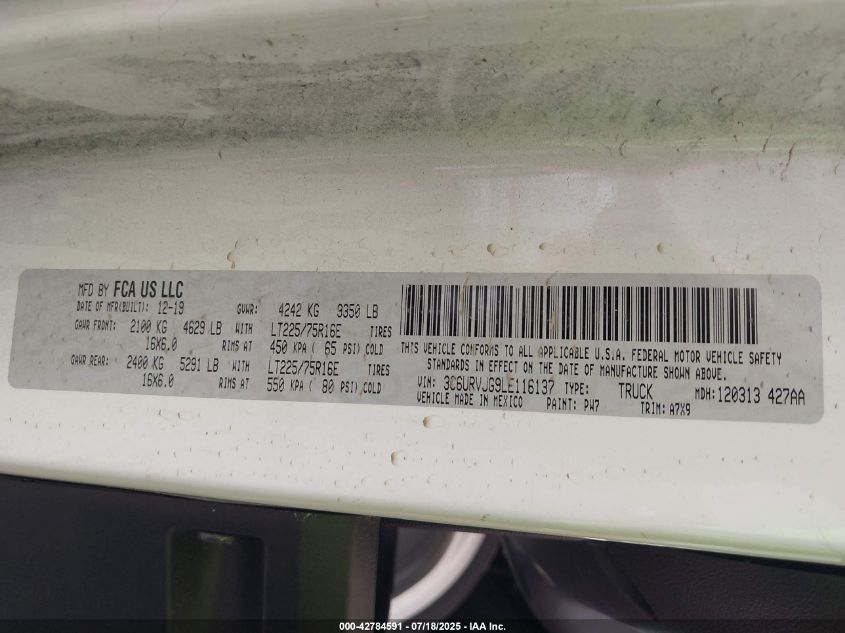 MFD BY FCA US LLC
DATE OF MFR(BUILT): 12-19 GVWR: 4242 KG 9350 LB
GAWR FRONT: 2100 KG 4629 LB WITH LT225/75R16E TIRES
16X6.0 RIMS AT 450 KPA ( 65 PSI) COLD
GAWR REAR: 2400 KG 5291 LB WITH LT225/75R16E TIRES
16X6.0 RIMS AT 550 KPA ( 80 PSI) COLD
THIS VEHICLE CONFORMS TO ALL APPLICABLE U.S.A. FEDERAL MOTOR VEHICLE SAFETY
STANDARDS IN EFFECT ON THE DATE OF MANUFACTURE SHOWN ABOVE.
VIN: 3C6URVJG9LE116137 TYPE: TRUCK MDH: 120313 427AA
VEHICLE MADE IN MEXICO PAINT: PW7 TRIM: A7X9
000-42784591 / 07/18/2025 - IAA Inc.